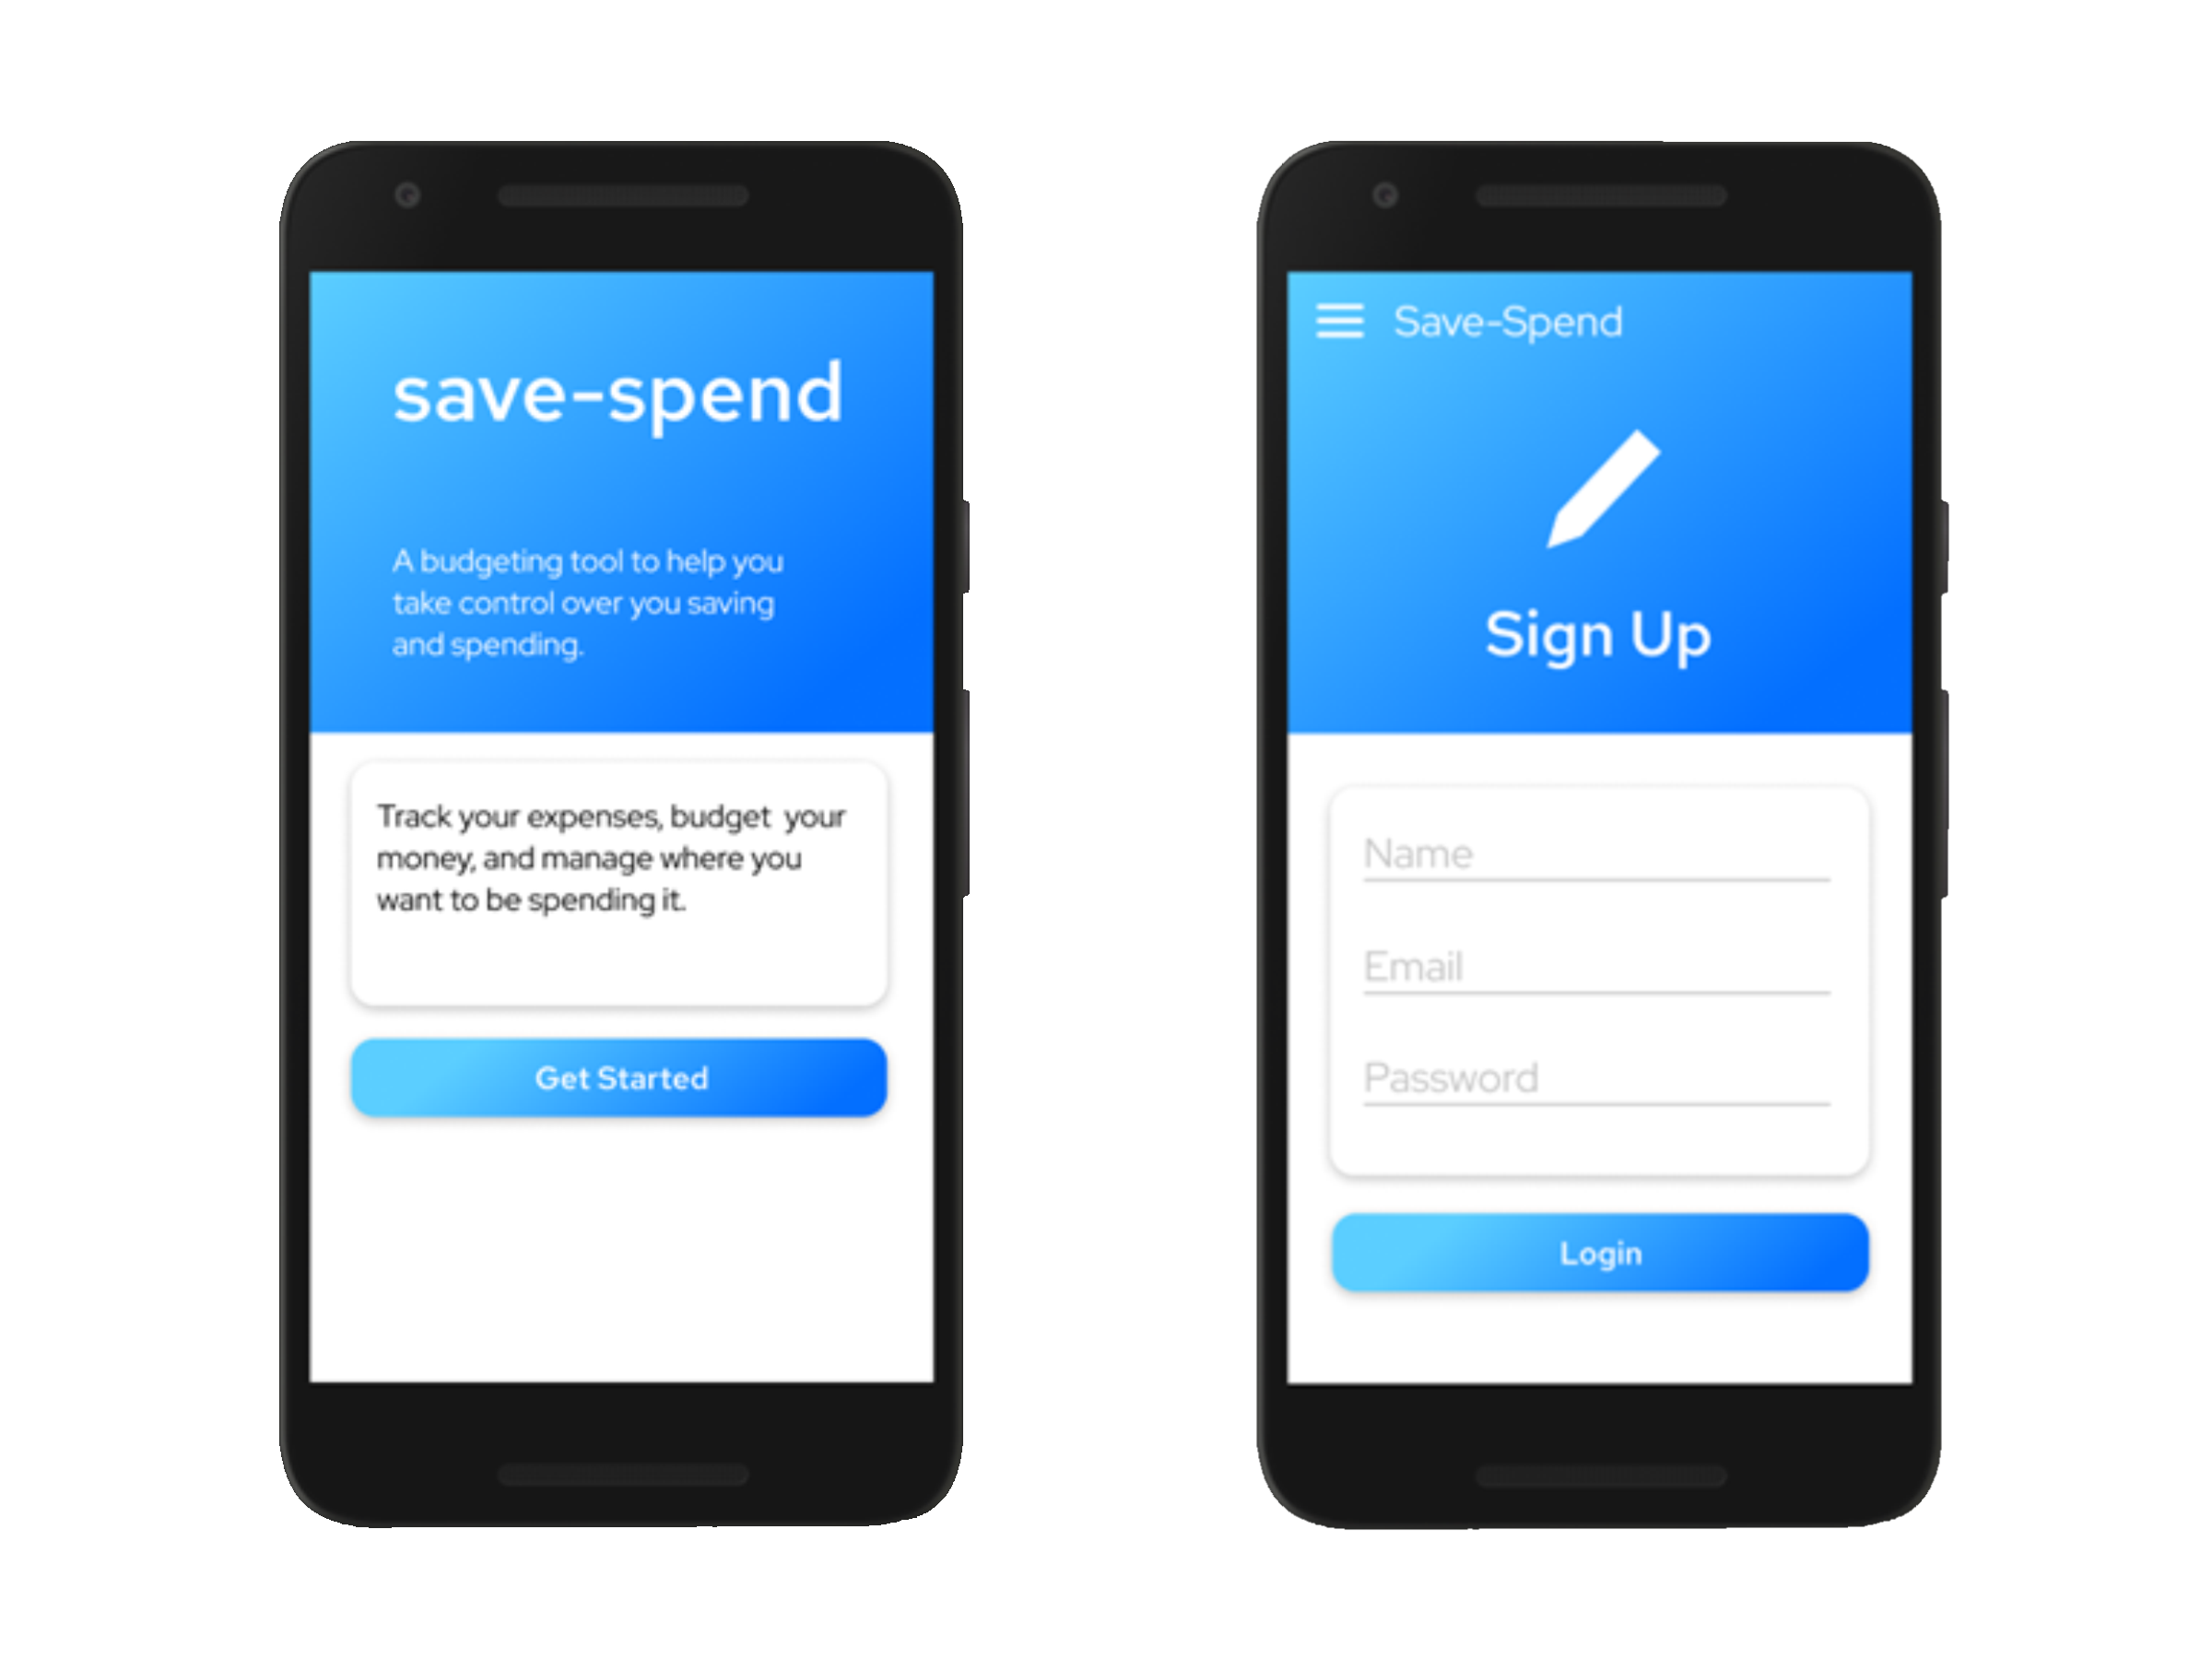 save-spend
A budgeting tool to help you
take control over you saving
and spending.
Track your expenses, budget  your
money, and manage where you
want to be spending it.
Get Started
Save-Spend
Sign Up
Name
Email
Password
Login